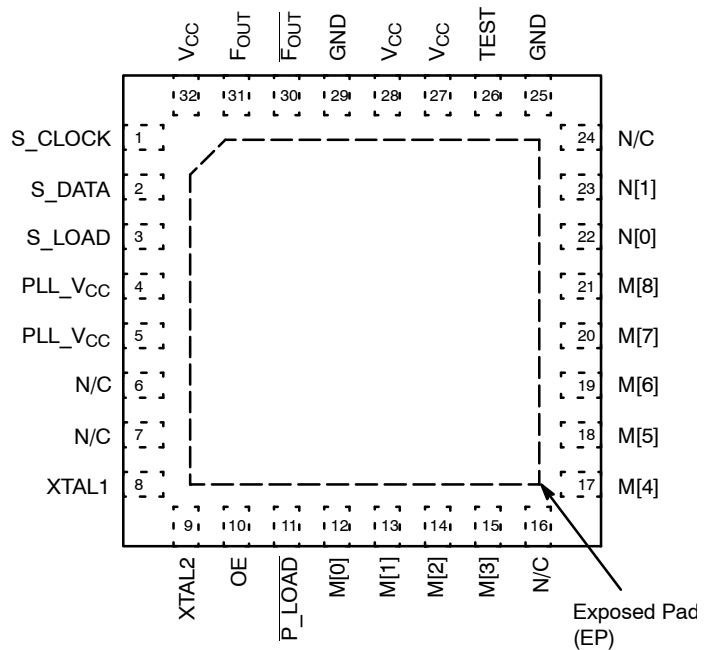 VCC FOUT F̅O̅U̅T̅ GND VCC VCC TEST GND
32 31 30 29 28 27 26 25
S_CLOCK 1 24 N/C
S_DATA 2 23 N[1]
S_LOAD 3 22 N[0]
PLL_VCC 4 21 M[8]
PLL_VCC 5 20 M[7]
N/C 6 19 M[6]
N/C 7 18 M[5]
XTAL1 8 17 M[4]
9 10 11 12 13 14 15 16
XTAL2 OE P̅_̅L̅O̅A̅D̅ M[0] M[1] M[2] M[3] N/C
Exposed Pad
(EP)